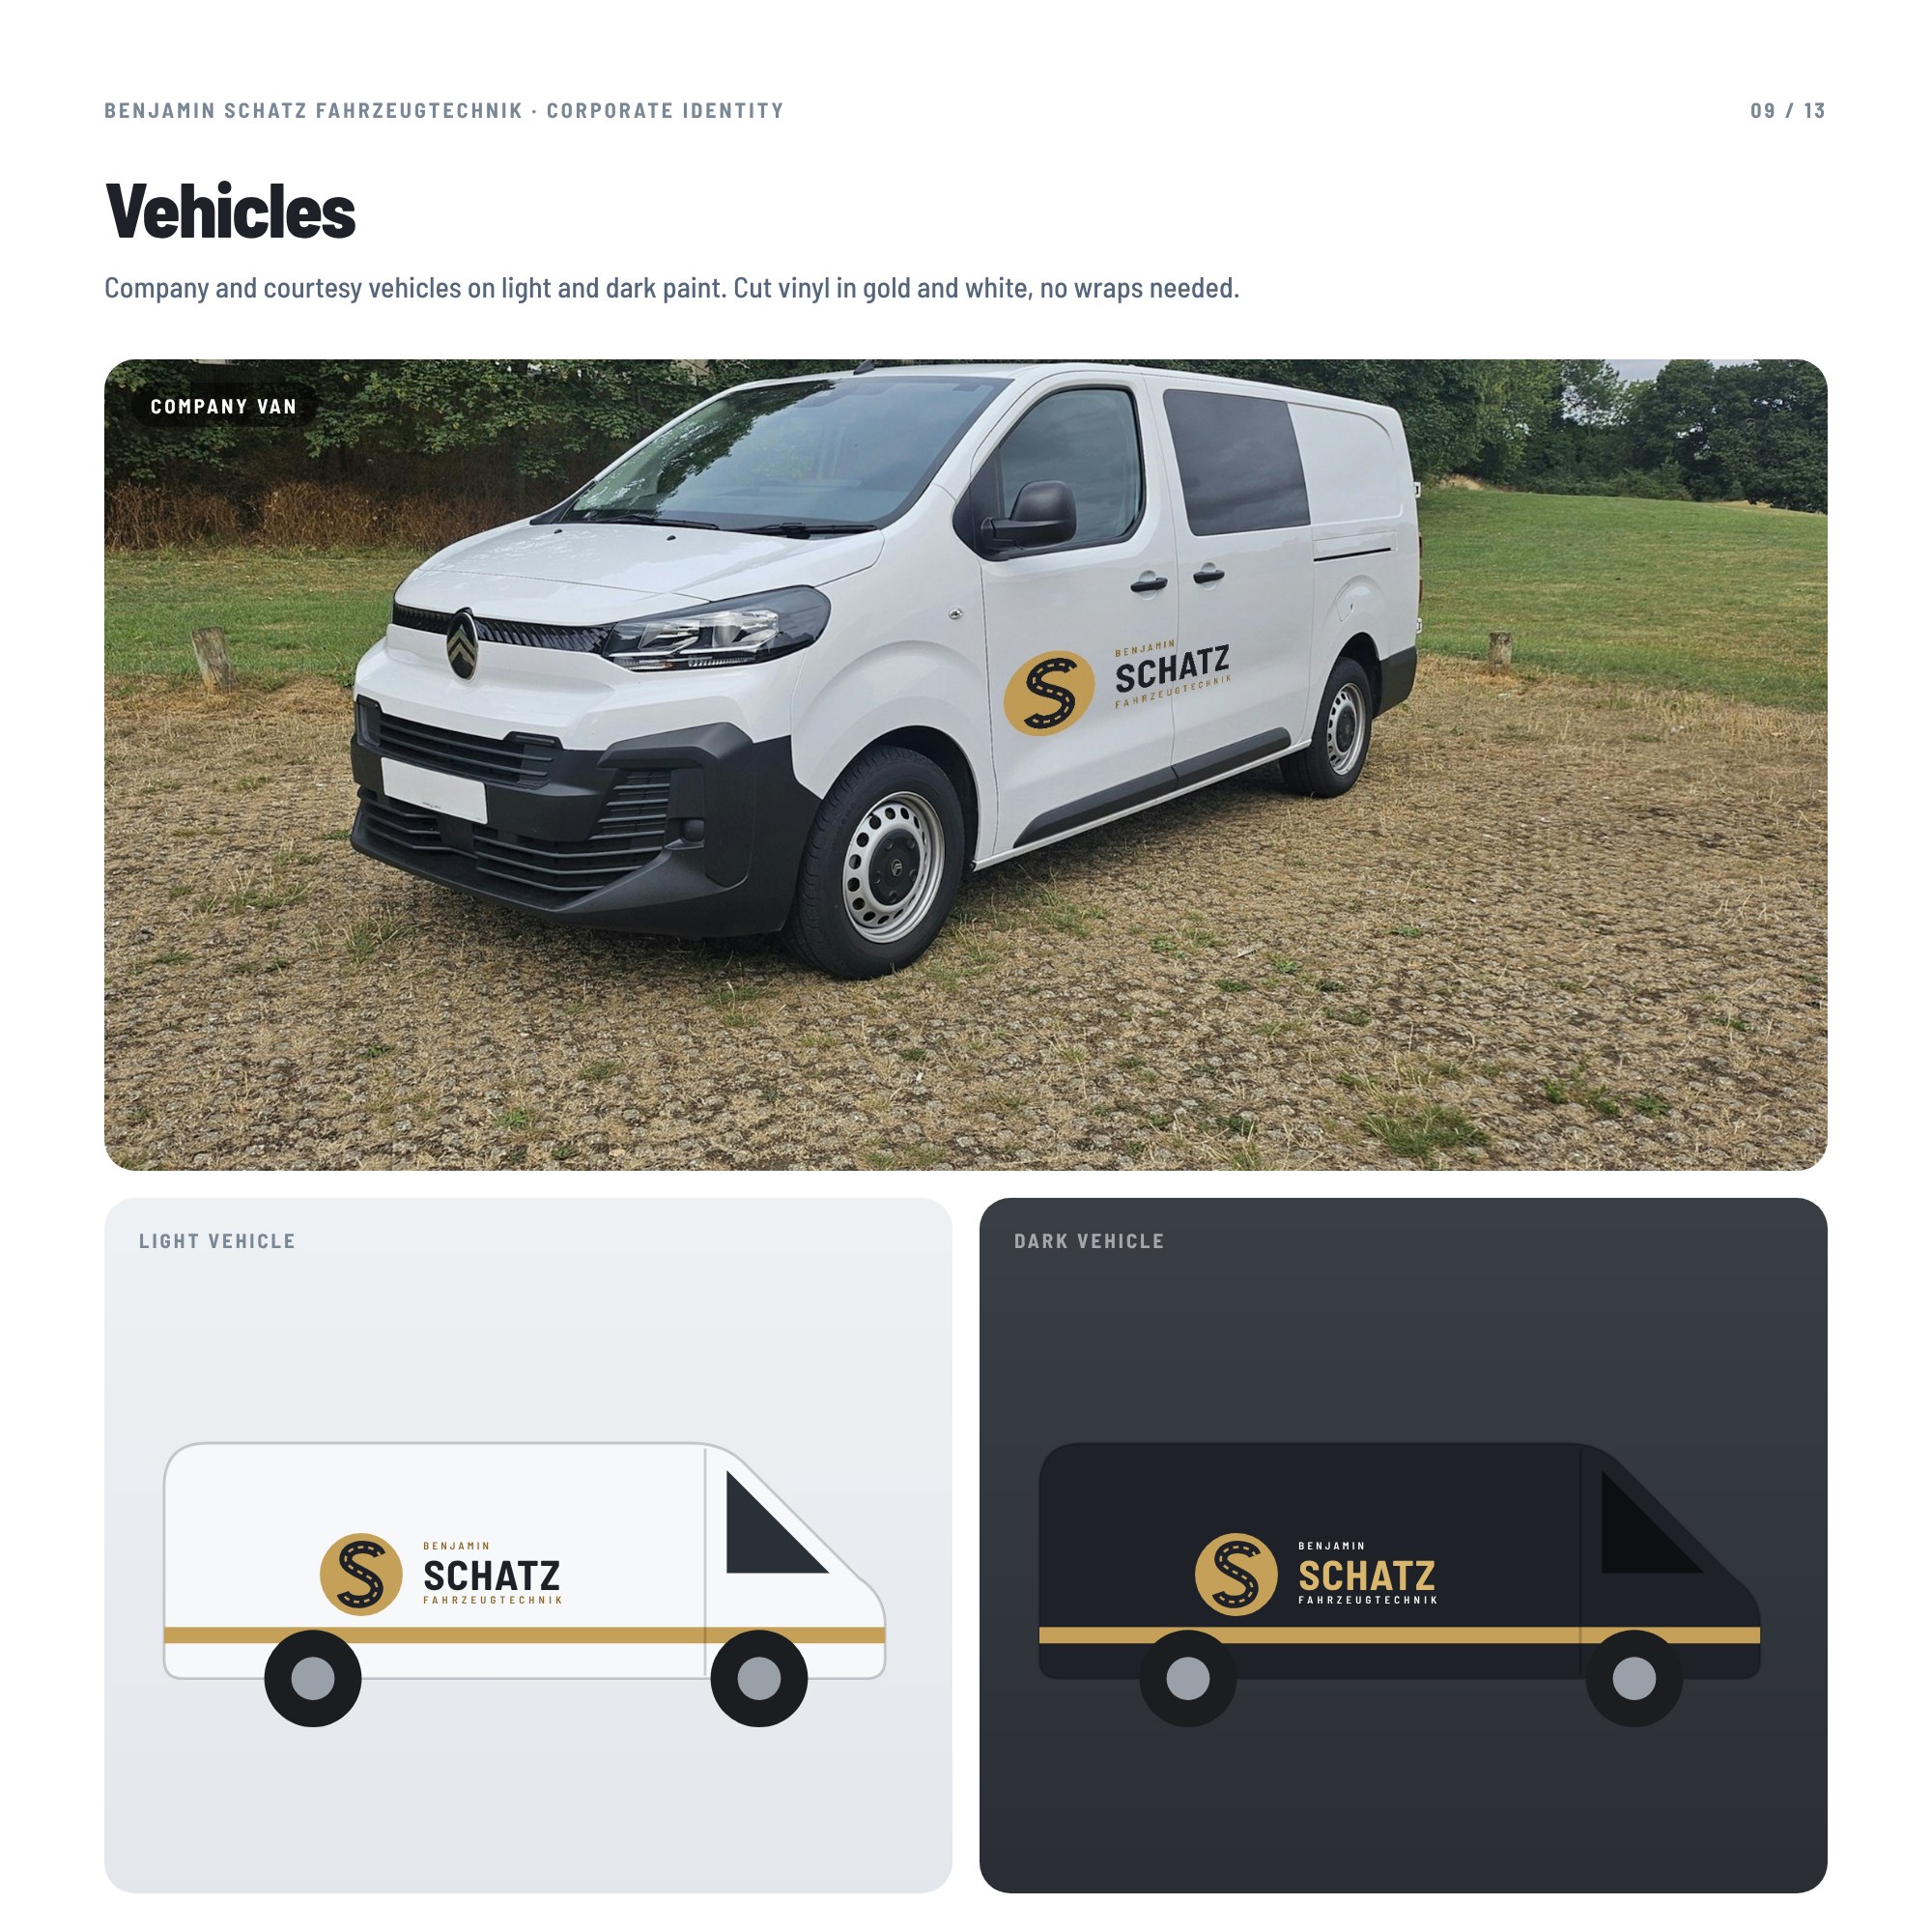 BENJAMIN SCHATZ FAHRZEUGTECHNIK · CORPORATE IDENTITY
09 / 13
Vehicles
Company and courtesy vehicles on light and dark paint. Cut vinyl in gold and white, no wraps needed.
COMPANY VAN
BENJAMIN
SCHATZ
FAHRZEUGTECHNIK
LIGHT VEHICLE
BENJAMIN
SCHATZ
FAHRZEUGTECHNIK
DARK VEHICLE
BENJAMIN
SCHATZ
FAHRZEUGTECHNIK